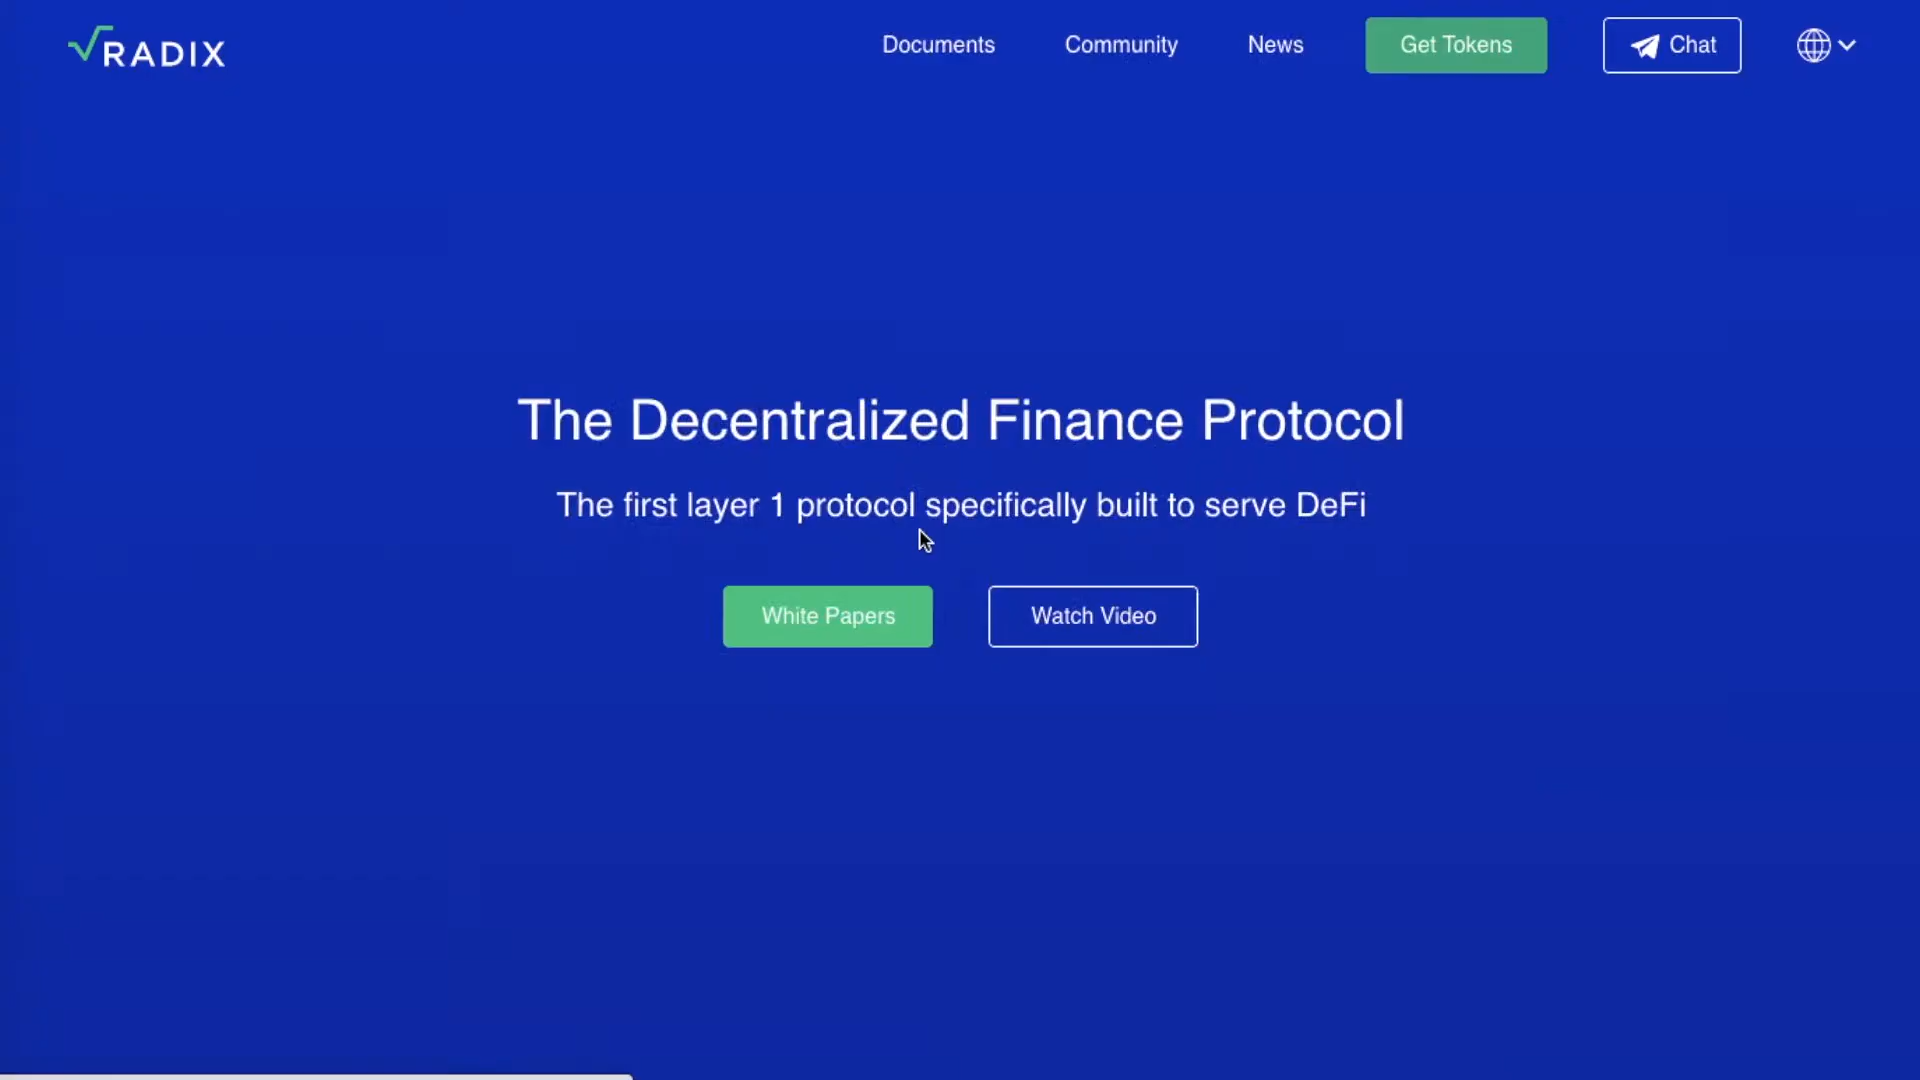 RADIX
Documents
Community
News
Get Tokens
Chat
The Decentralized Finance Protocol
The first layer 1 protocol specifically built to serve DeFi
White Papers
Watch Video